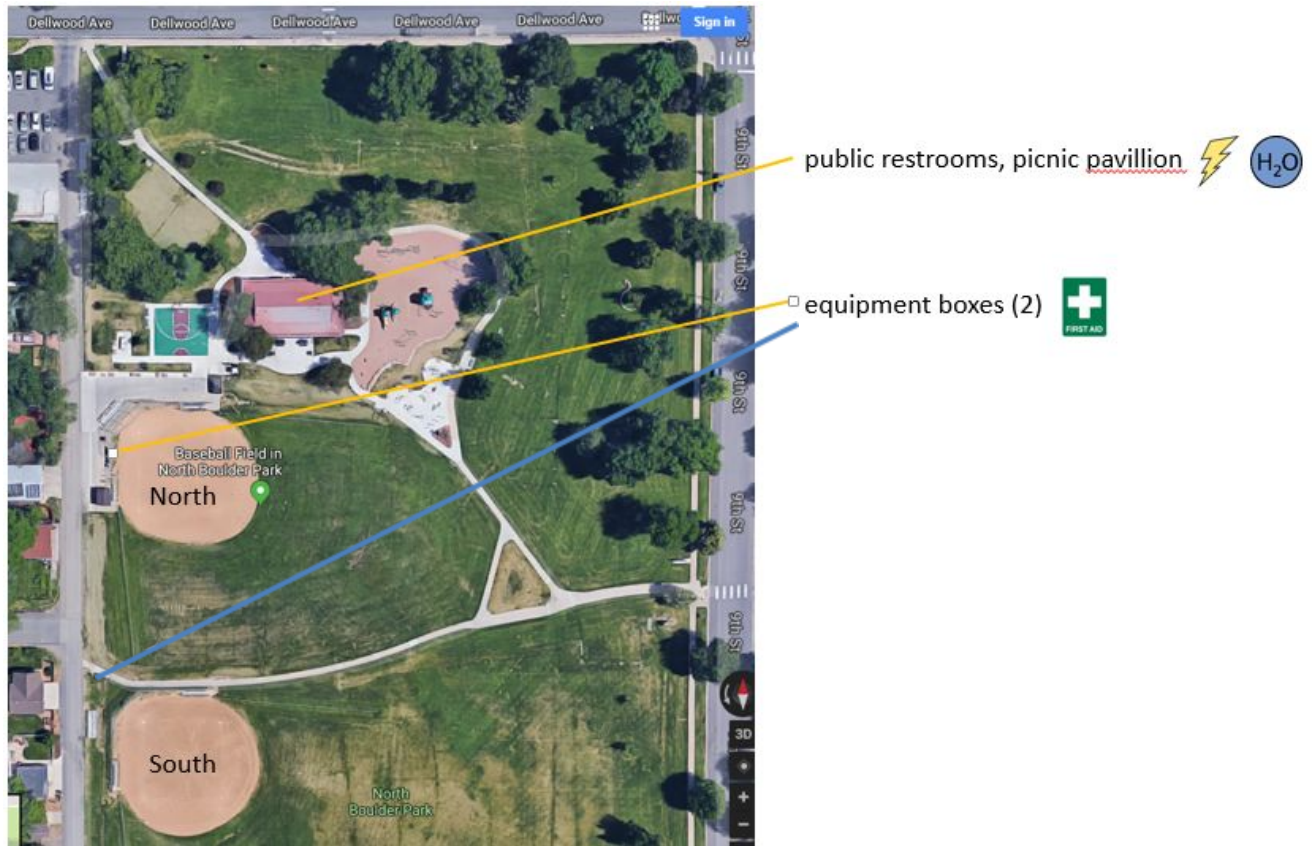 Dellwood Ave
Dellwood Ave
Dellwood Ave
Dellwood Ave
Dellwood Ave
Sign in
public restrooms, picnic pavillion
H₂O
9th St
9th St
equipment boxes (2)
FIRST AID
9th St
Baseball Field in
North Boulder Park
North
9th St
9th St
3D
South
North
Boulder Park
+
−